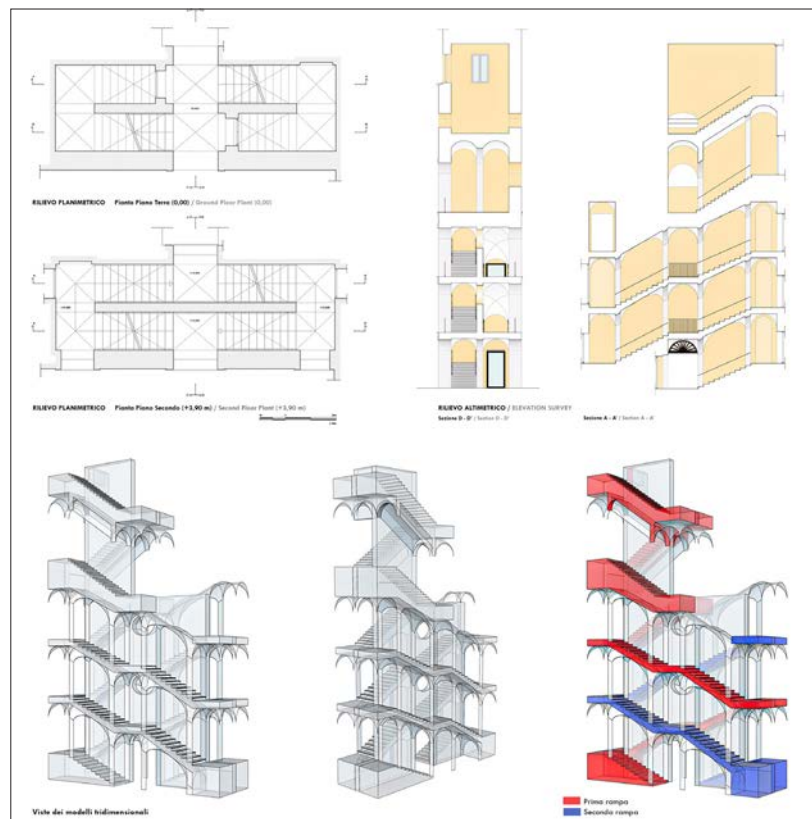 RILIEVO PLANIMETRICO Pianta Piano Terra (0,00) / Ground Floor Plant (0,00)
RILIEVO PLANIMETRICO Pianta Piano Secondo (+3,90 m) / Second Floor Plant (+3,90 m)
RILIEVO ALTIMETRICO / ELEVATION SURVEY
Sezione D - D' / Section D - D'
Sezione A - A' / Section A - A'
Viste dei modelli tridimensionali
Prima rampa
Seconda rampa